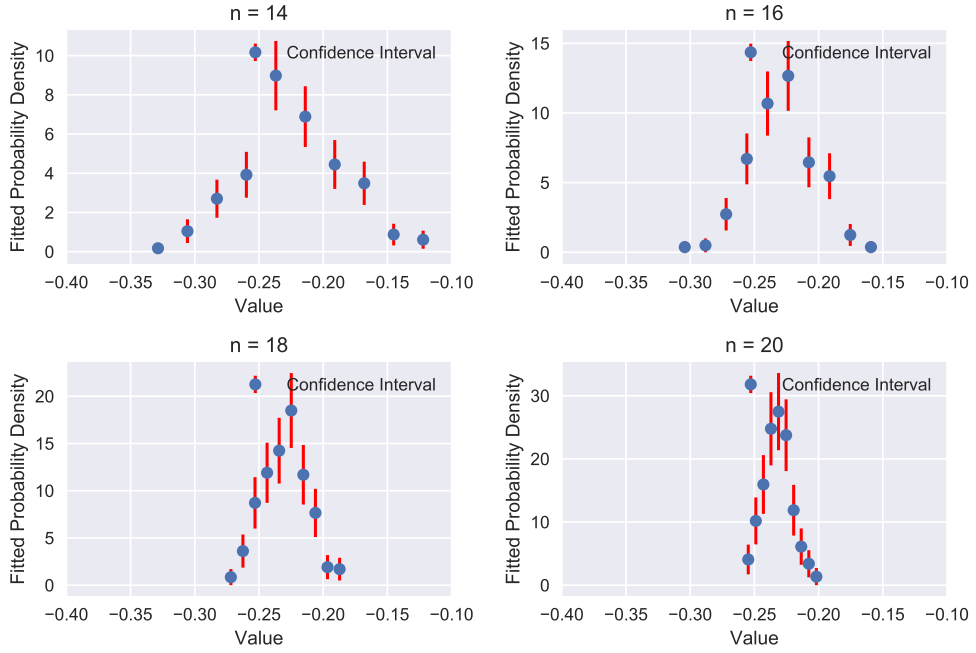 n = 14
Fitted Probability Density
10
8
6
4
2
0
Confidence Interval
−0.40 −0.35 −0.30 −0.25 −0.20 −0.15 −0.10
Value
n = 16
Fitted Probability Density
15
10
5
0
Confidence Interval
−0.40 −0.35 −0.30 −0.25 −0.20 −0.15 −0.10
Value
n = 18
Fitted Probability Density
20
15
10
5
0
Confidence Interval
−0.40 −0.35 −0.30 −0.25 −0.20 −0.15 −0.10
Value
n = 20
Fitted Probability Density
30
20
10
0
Confidence Interval
−0.40 −0.35 −0.30 −0.25 −0.20 −0.15 −0.10
Value